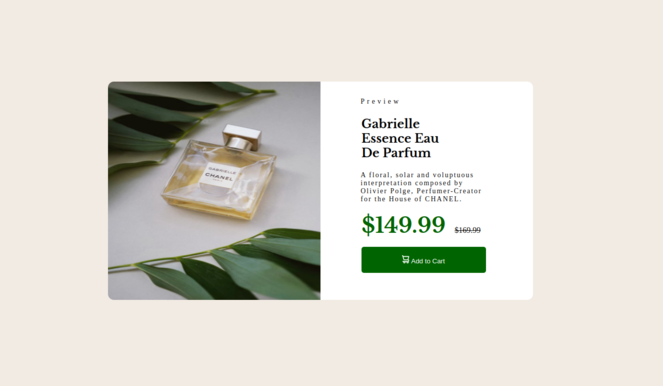 GABRIELLE
CHANEL
Preview
Gabrielle
Essence Eau
De Parfum
A floral, solar and voluptuous
interpretation composed by
Olivier Polge, Perfumer-Creator
for the House of CHANEL.
$149.99 $169.99
Add to Cart